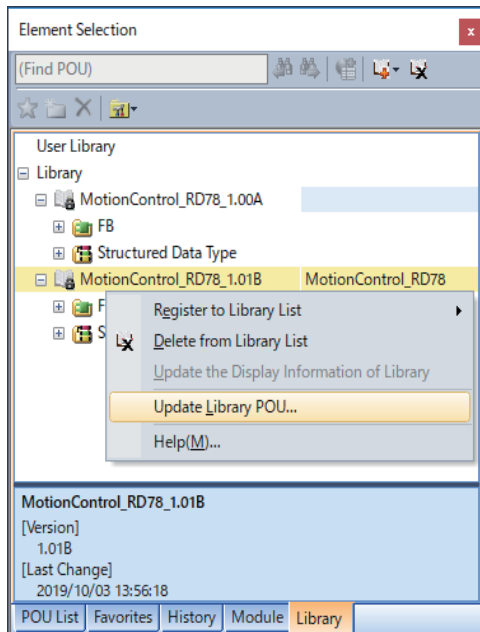 Element Selection
x
(Find POU)
User Library
Library
MotionControl_RD78_1.00A
FB
Structured Data Type
MotionControl_RD78_1.01B MotionControl_RD78
F
S
Register to Library List
Delete from Library List
Update the Display Information of Library
Update Library POU...
Help(M)...
MotionControl_RD78_1.01B
[Version]
1.01B
[Last Change]
2019/10/03 13:56:18
POU List Favorites History Module Library